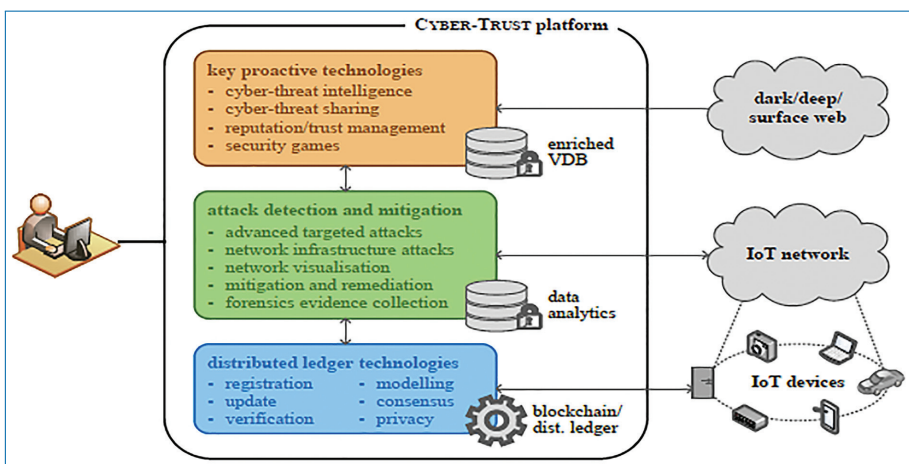 CYBER-TRUST platform
key proactive technologies
- cyber-threat intelligence
- cyber-threat sharing
- reputation/trust management
- security games
enriched
VDB
dark/deep/
surface web
attack detection and mitigation
- advanced targeted attacks
- network infrastructure attacks
- network visualisation
- mitigation and remediation
- forensics evidence collection
data
analytics
IoT network
distributed ledger technologies
- registration - modelling
- update - consensus
- verification - privacy
blockchain/
dist. ledger
IoT devices